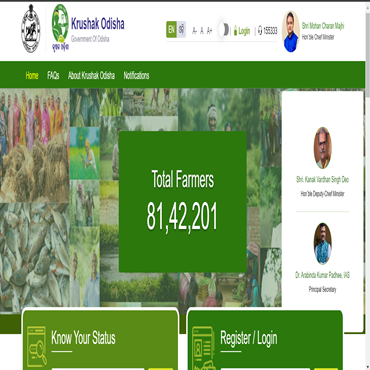 Krushak Odisha
Government Of Odisha
କୃଷକ ଓଡ଼ିଶା
EN
ଓଡ଼ି
A- A A+
Login
155333
Shri Mohan Charan Majhi
Hon'ble Chief Minister
Home
FAQs
About Krushak Odisha
Notifications
Total Farmers
81,42,201
Shri. Kanak Vardhan Singh Deo
Hon'ble Deputy-Chief Minister
Dr. Arabinda Kumar Padhee, IAS
Principal Secretary
Know Your Status
Register / Login